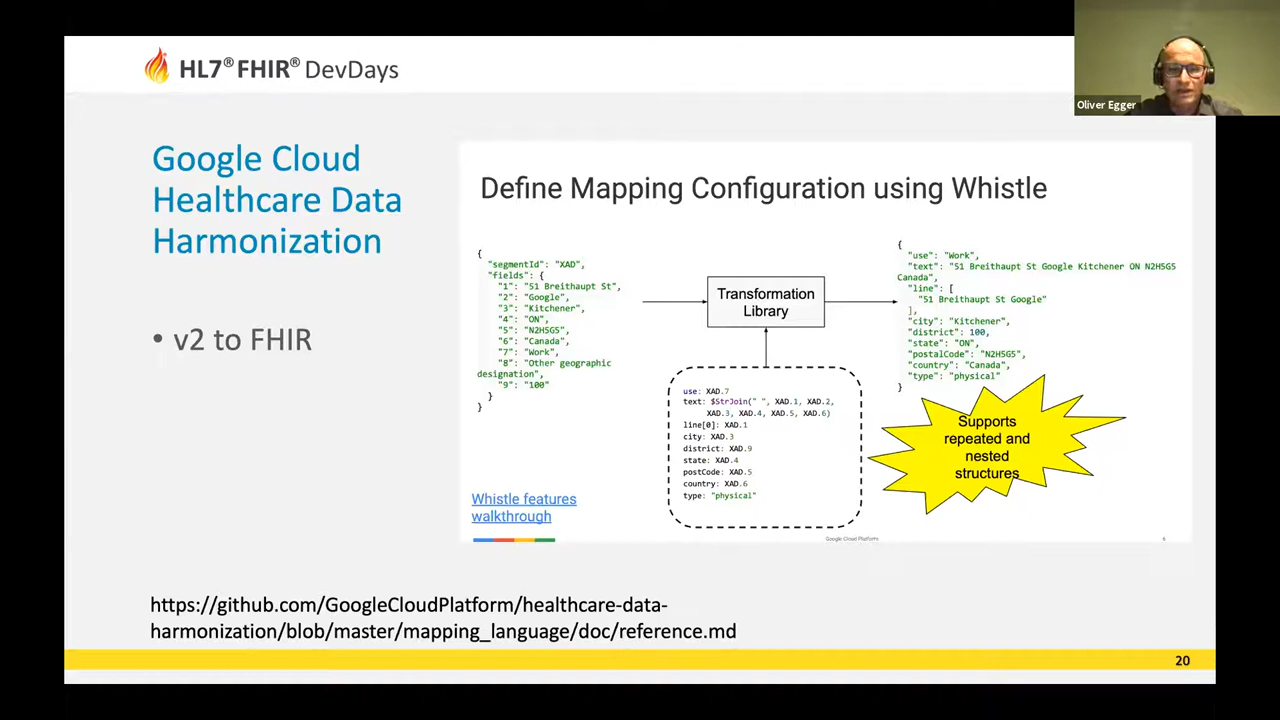 HL7® FHIR® DevDays
Oliver Egger
Google Cloud
Healthcare Data
Harmonization
• v2 to FHIR
Define Mapping Configuration using Whistle
{
"segmentId": "XAD",
"fields": {
"1": "51 Breithaupt St",
"2": "Google",
"3": "Kitchener",
"4": "ON",
"5": "N2H5G5",
"6": "Canada",
"7": "Work",
"8": "Other geographic
designation",
"9": "100"
}
}
Transformation
Library
use: XAD.7
text: $StrJoin(" ", XAD.1, XAD.2,
XAD.3, XAD.4, XAD.5, XAD.6)
line[0]: XAD.1
city: XAD.3
district: XAD.9
state: XAD.4
postCode: XAD.5
country: XAD.6
type: "physical"
{
"use": "Work",
"text": "51 Breithaupt St Google Kitchener ON N2H5G5
Canada",
"line": [
"51 Breithaupt St Google"
],
"city": "Kitchener",
"district": 100,
"state": "ON",
"postalCode": "N2H5G5",
"country": "Canada",
"type": "physical"
}
Supports
repeated and
nested
structures
Whistle features
walkthrough
Google Cloud Platform
6
https://github.com/GoogleCloudPlatform/healthcare-data-
harmonization/blob/master/mapping_language/doc/reference.md
20